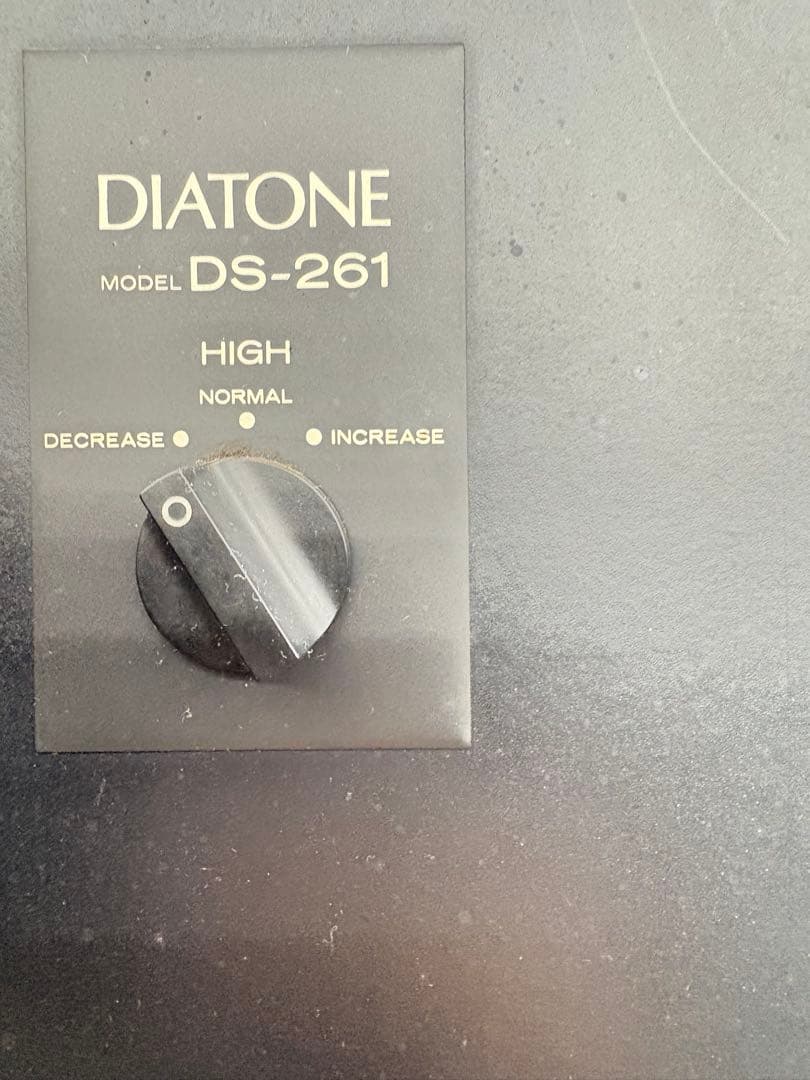 DIATONE
MODEL DS-261
HIGH
NORMAL
DECREASE INCREASE